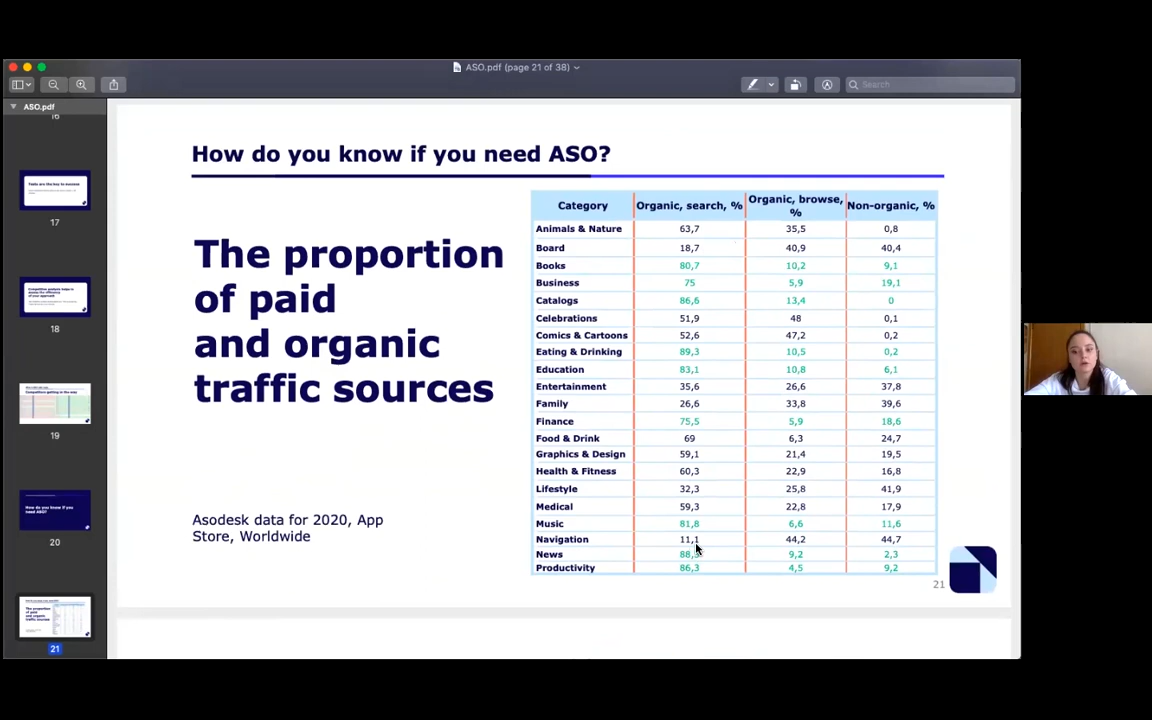 ASO.pdf (page 21 of 38)
Search
ASO.pdf
16
17
18
19
20
21
How do you know if you need ASO?
The proportion
of paid
and organic
traffic sources
Asodesk data for 2020, App
Store, Worldwide
Category Organic, search, % Organic, browse, %
Non-organic, %
Animals & Nature 63,7 35,5 0,8
Board 18,7 40,9 40,4
Books 80,7 10,2 9,1
Business 75 5,9 19,1
Catalogs 86,6 13,4 0
Celebrations 51,9 48 0,1
Comics & Cartoons 52,6 47,2 0,2
Eating & Drinking 89,3 10,5 0,2
Education 83,1 10,8 6,1
Entertainment 35,6 26,6 37,8
Family 26,6 33,8 39,6
Finance 75,5 5,9 18,6
Food & Drink 69 6,3 24,7
Graphics & Design 59,1 21,4 19,5
Health & Fitness 60,3 22,9 16,8
Lifestyle 32,3 25,8 41,9
Medical 59,3 22,8 17,9
Music 81,8 6,6 11,6
Navigation 11,1 44,2 44,7
News 9,2 2,3
Productivity 86,3 4,5 9,2
21